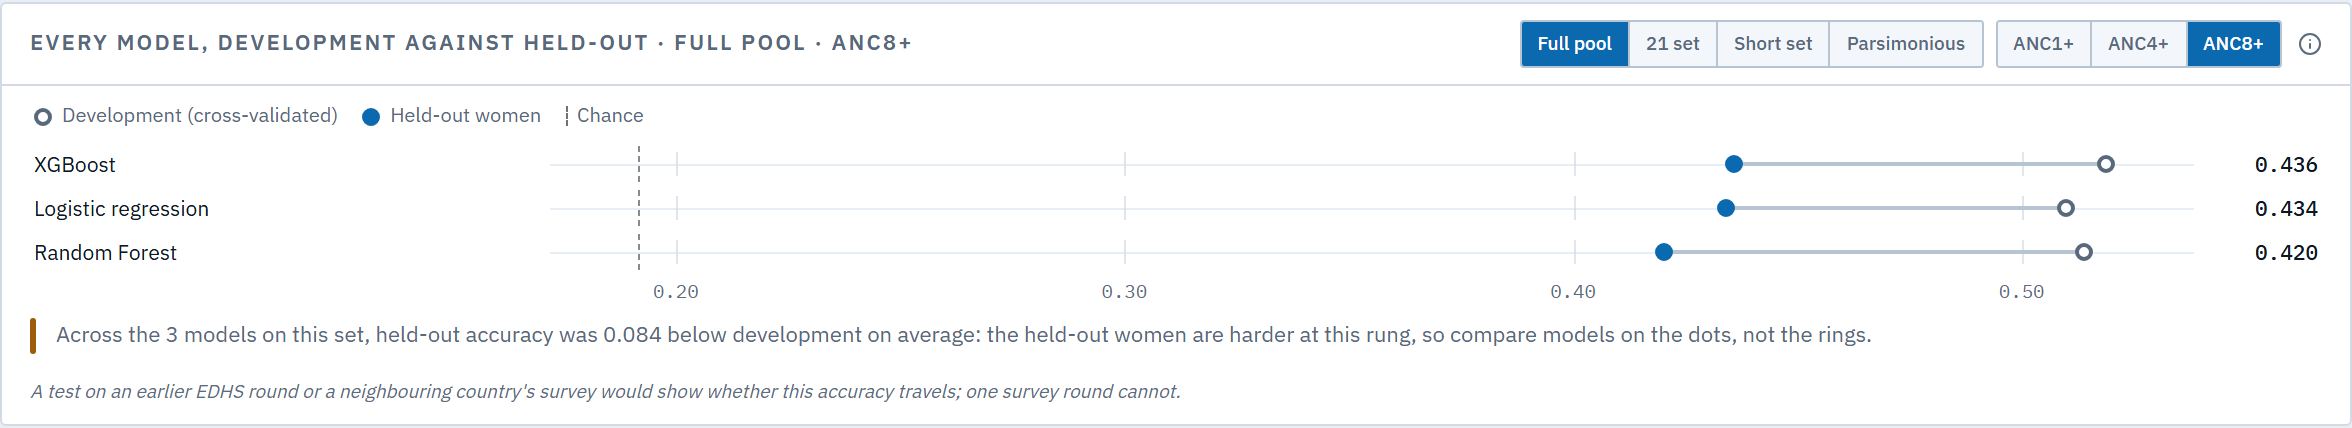 EVERY MODEL, DEVELOPMENT AGAINST HELD-OUT · FULL POOL · ANC8+
Full pool 21 set Short set Parsimonious ANC1+ ANC4+ ANC8+
Development (cross-validated) Held-out women Chance
XGBoost 0.436
Logistic regression 0.434
Random Forest 0.420
0.20 0.30 0.40 0.50
Across the 3 models on this set, held-out accuracy was 0.084 below development on average: the held-out women are harder at this rung, so compare models on the dots, not the rings.
A test on an earlier EDHS round or a neighbouring country's survey would show whether this accuracy travels; one survey round cannot.